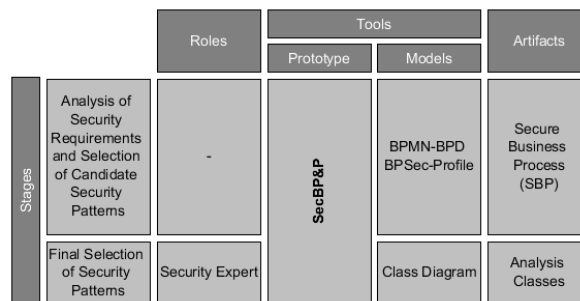 Roles
Tools
Artifacts
Prototype
Models
Stages
Analysis of
Security
Requirements
and Selection
of Candidate
Security
Patterns
-
SecBP&P
BPMN-BPD
BPSec-Profile
Secure
Business
Process
(SBP)
Final Selection
of Security
Patterns
Security Expert
Class Diagram
Analysis
Classes